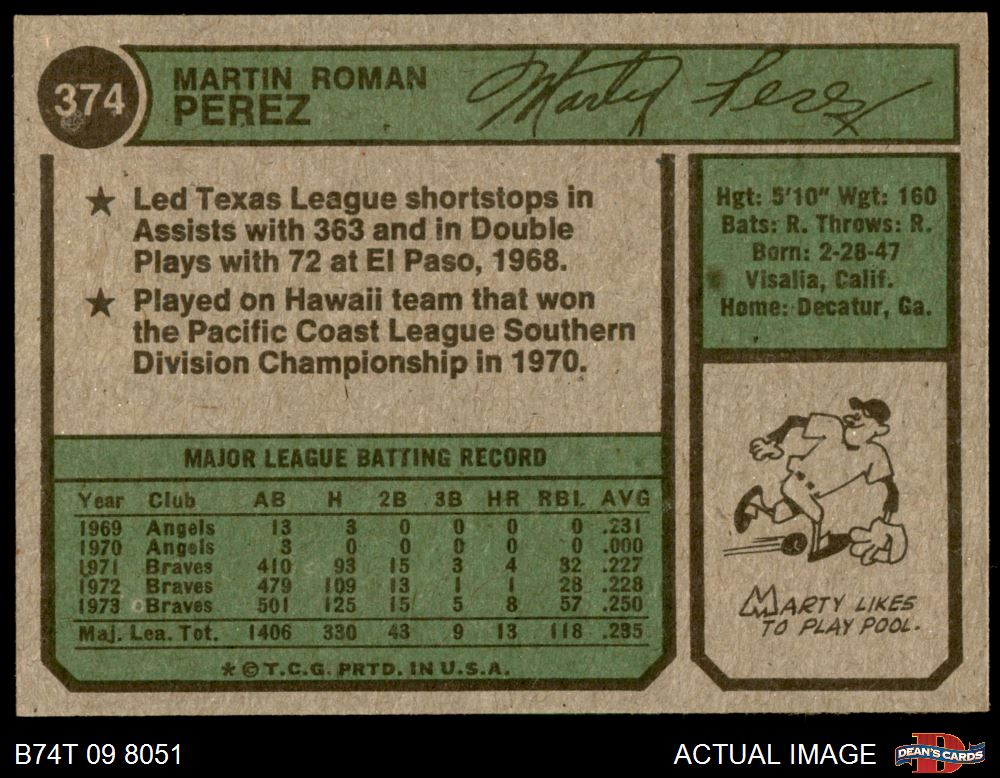 374
MARTIN ROMAN
PEREZ
Marty Perez
★ Led Texas League shortstops in
Assists with 363 and in Double
Plays with 72 at El Paso, 1968.
★ Played on Hawaii team that won
the Pacific Coast League Southern
Division Championship in 1970.
Hgt: 5'10" Wgt: 160
Bats: R. Throws: R.
Born: 2-28-47
Visalia, Calif.
Home: Decatur, Ga.
MAJOR LEAGUE BATTING RECORD
Year Club AB H 2B 3B HR RBI. AVG
1969 Angels 13 3 0 0 0 0 .231
1970 Angels 3 0 0 0 0 0 .000
1971 Braves 410 93 15 3 4 32 .227
1972 Braves 479 109 13 1 1 28 .228
1973 Braves 501 125 15 5 8 57 .250
Maj. Lea. Tot. 1406 330 43 9 13 118 .235
* © T.C.G. PRTD. IN U.S.A.
MARTY LIKES
TO PLAY POOL.
B74T 09 8051
ACTUAL IMAGE
DEAN'S CARDS